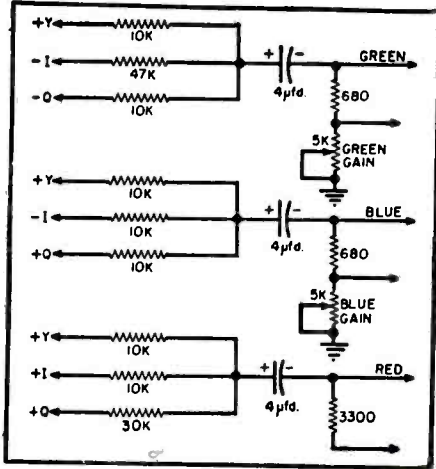 +Y
10K
-I
47K
-Q
10K
+ -
4µfd.
GREEN
680
5K
GREEN
GAIN
+Y
10K
-I
10K
+Q
10K
+ -
4µfd.
BLUE
680
5K
BLUE
GAIN
+Y
10K
+I
10K
+Q
30K
+ -
4µfd.
RED
3300